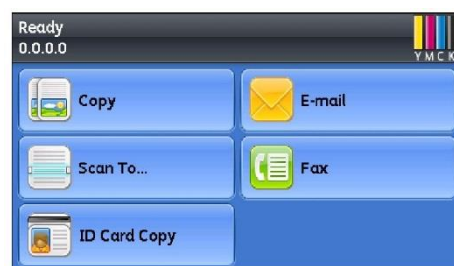 Ready
0.0.0.0
Y M C K
Copy
E-mail
Scan To...
Fax
ID Card Copy